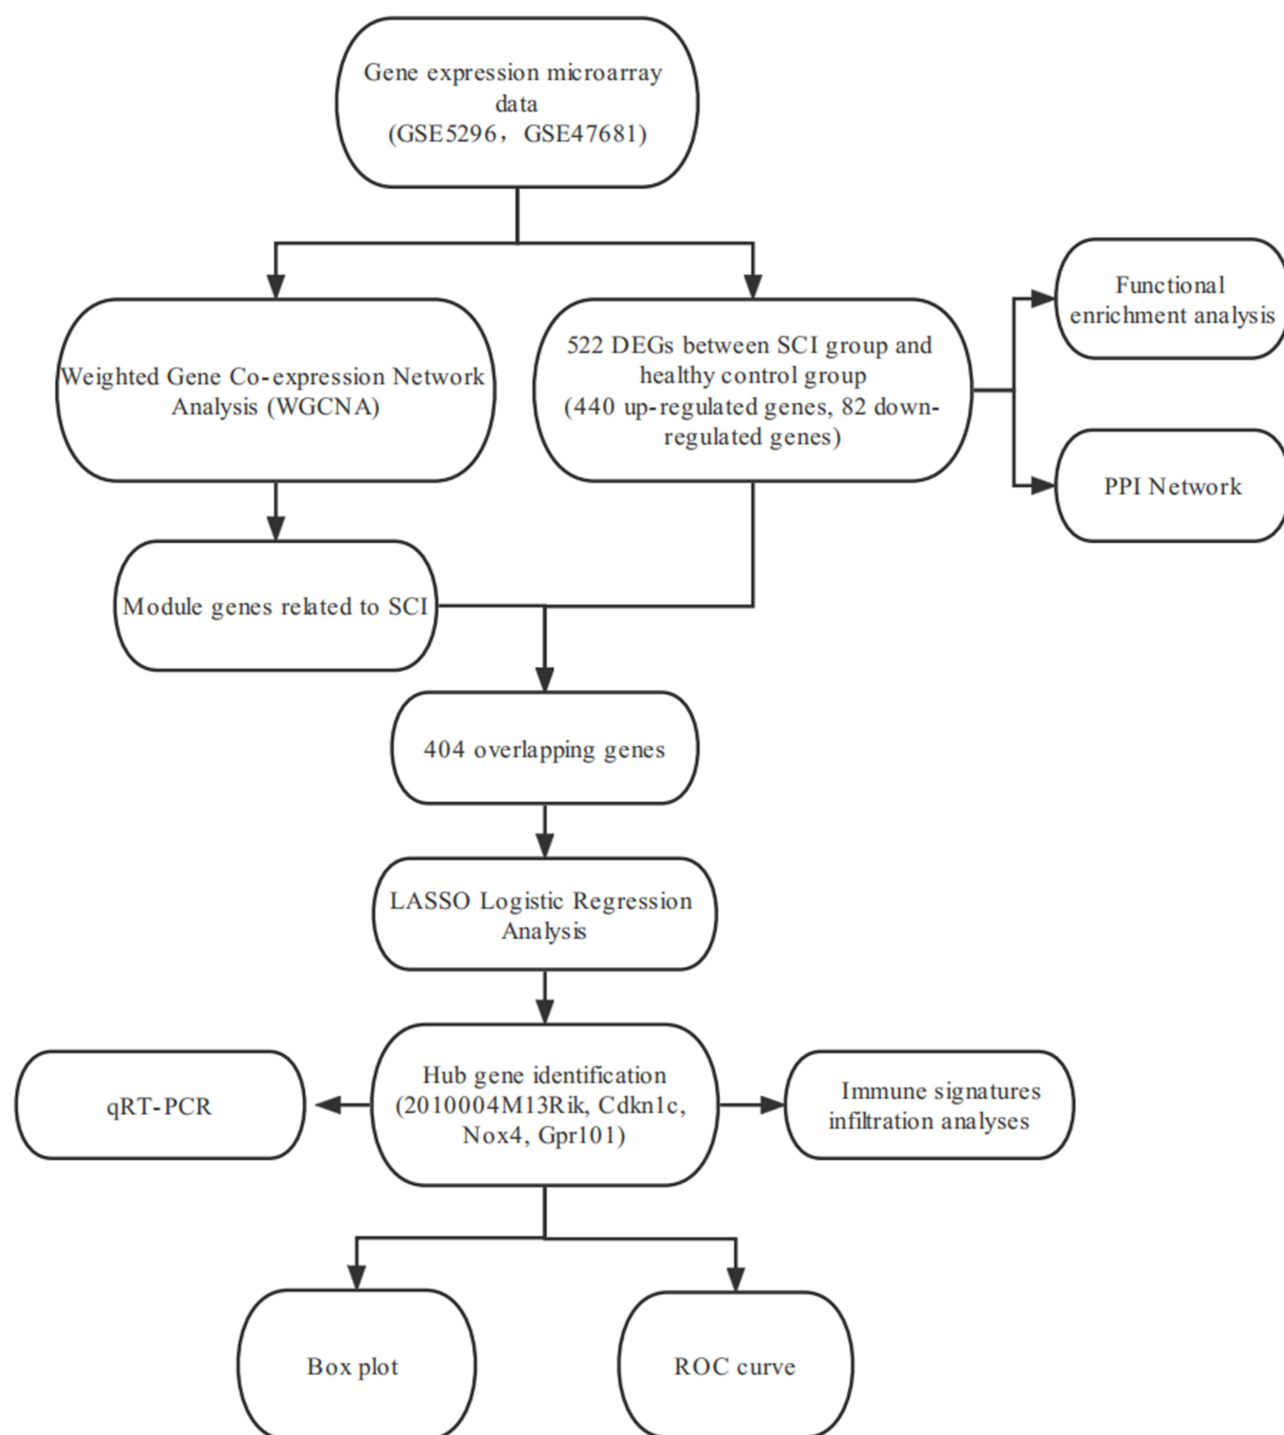 Gene expression microarray
data
(GSE5296，GSE47681)
Weighted Gene Co-expression Network
Analysis (WGCNA)
522 DEGs between SCI group and
healthy control group
(440 up-regulated genes, 82 down-
regulated genes)
Functional
enrichment analysis
PPI Network
Module genes related to SCI
404 overlapping genes
LASSO Logistic Regression
Analysis
Hub gene identification
(2010004M13Rik, Cdkn1c,
Nox4, Gpr101)
qRT-PCR
Immune signatures
infiltration analyses
Box plot
ROC curve